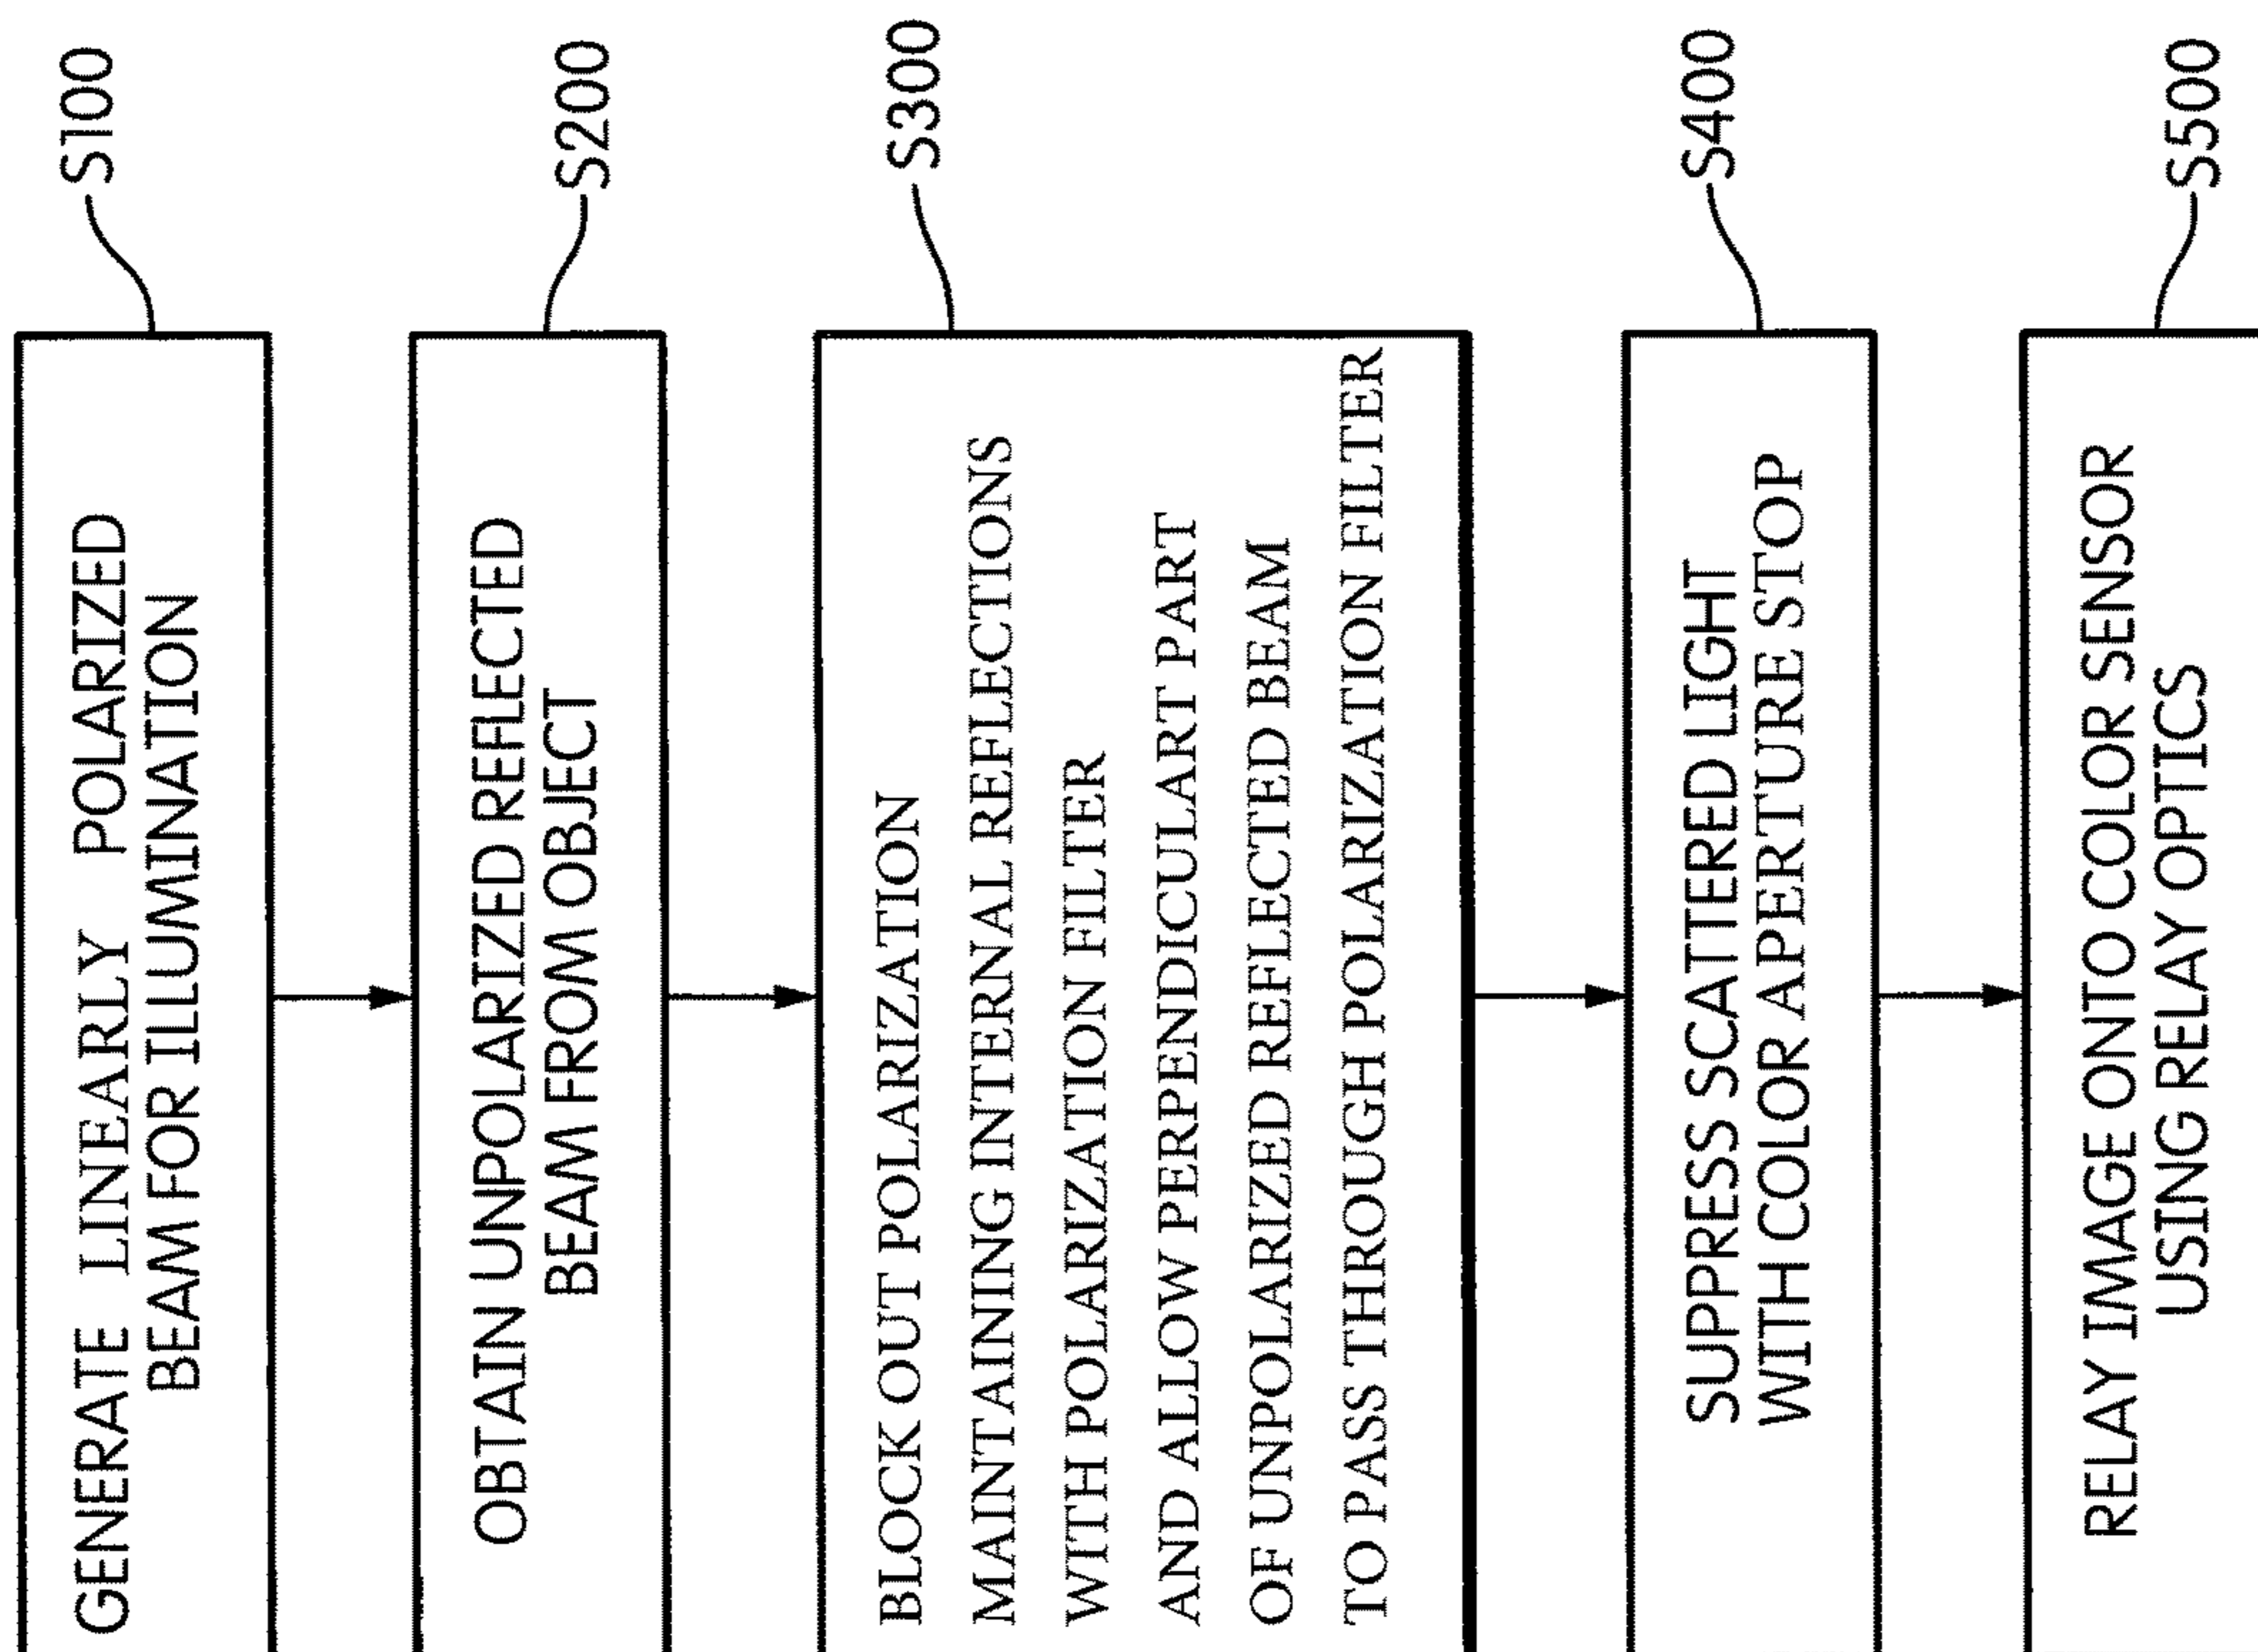 GENERATE LINEARLY POLARIZED
BEAM FOR ILLUMINATION
S100
OBTAIN UNPOLARIZED REFLECTED
BEAM FROM OBJECT
S200
BLOCK OUT POLARIZATION
MAINTAINING INTERNAL REFLECTIONS
WITH POLARIZATION FILTER
AND ALLOW PERPENDICULART PART
OF UNPOLARIZED REFLECTED BEAM
TO PASS THROUGH POLARIZATION FILTER
S300
SUPPRESS SCATTERED LIGHT
WITH COLOR APERTURE STOP
S400
RELAY IMAGE ONTO COLOR SENSOR
USING RELAY OPTICS
S500